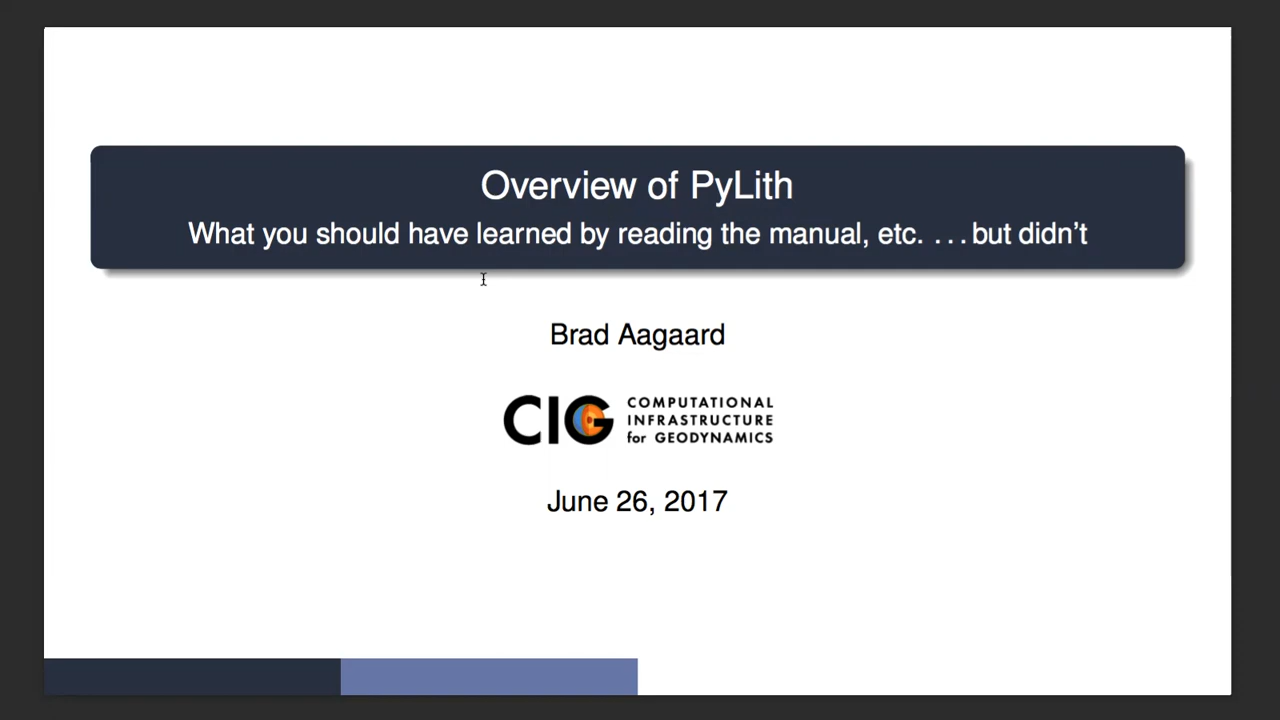 Overview of PyLith
What you should have learned by reading the manual, etc. ...but didn't
Brad Aagaard
CIG COMPUTATIONAL
INFRASTRUCTURE
for GEODYNAMICS
June 26, 2017